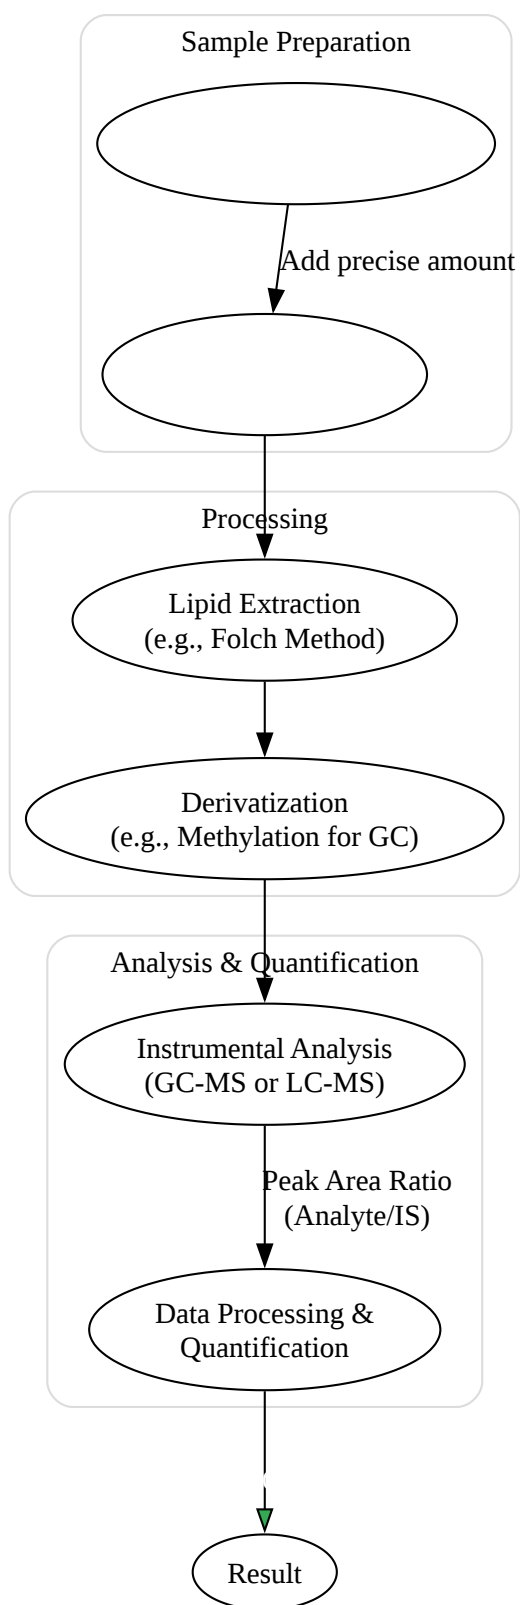 Sample Preparation
Add precise amount
Processing
Lipid Extraction
(e.g., Folch Method)
Derivatization
(e.g., Methylation for GC)
Analysis & Quantification
Instrumental Analysis
(GC-MS or LC-MS)
Peak Area Ratio
(Analyte/IS)
Data Processing &
Quantification
Result